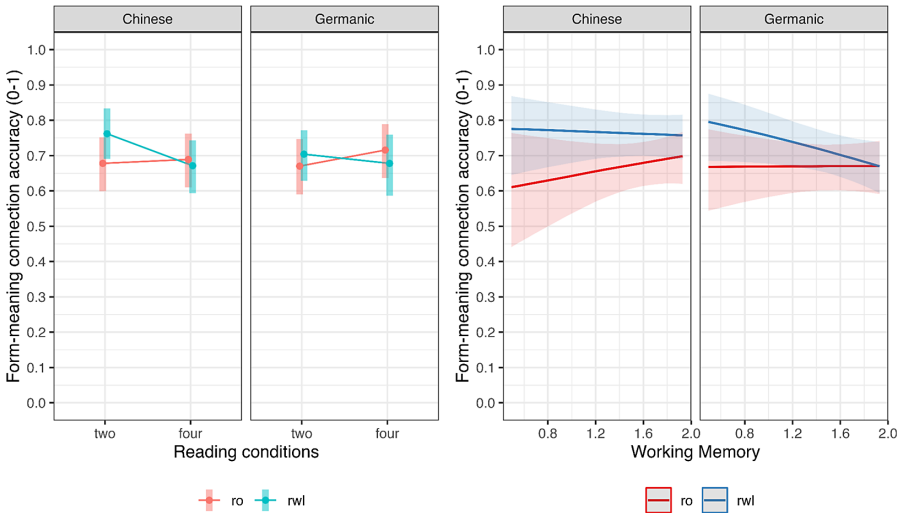 Chinese
Germanic
Form-meaning connection accuracy (0-1)
1.0
0.9
0.8
0.7
0.6
0.5
0.4
0.3
0.2
0.1
0.0
two
four
two
four
Reading conditions
ro
rwl
Chinese
Germanic
Form-meaning connection accuracy (0-1)
1.0
0.9
0.8
0.7
0.6
0.5
0.4
0.3
0.2
0.1
0.0
0.8
1.2
1.6
2.0
0.8
1.2
1.6
2.0
Working Memory
ro
rwl